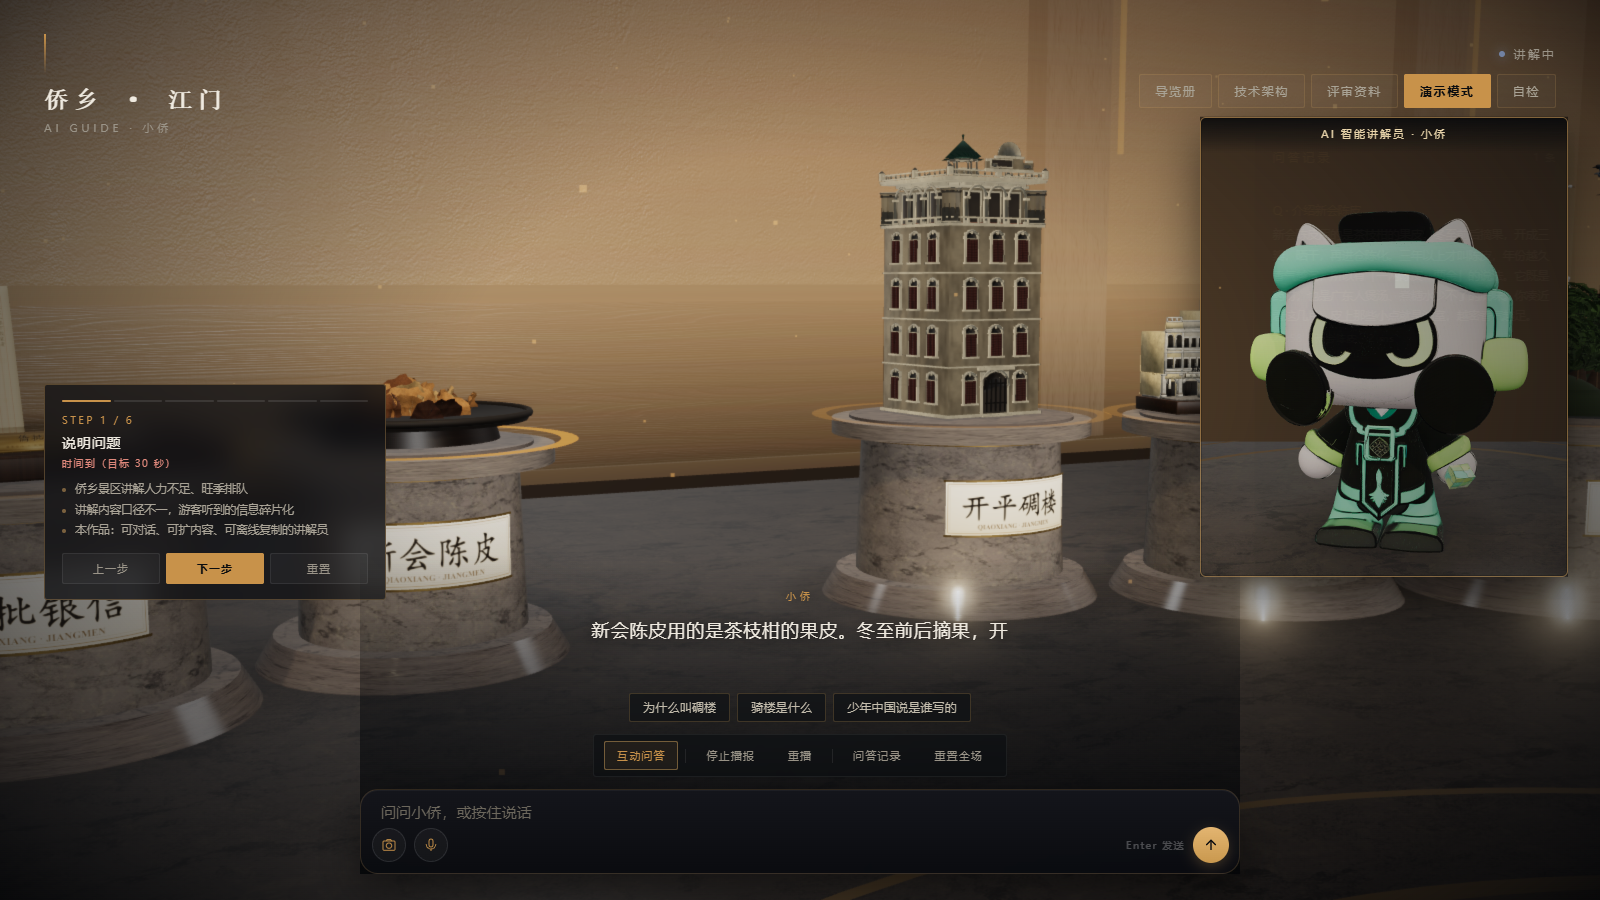 讲解中
侨乡 · 江门
AI GUIDE · 小侨
导览册
技术架构
评审资料
演示模式
自检
AI 智能讲解员 · 小侨
STEP 1 / 6
说明问题
时间到（目标 30 秒）
侨乡景区讲解人力不足、旺季排队
讲解内容口径不一，游客听到的信息碎片化
本作品：可对话、可扩内容、可离线复制的讲解员
上一步
下一步
重置
开平碉楼
QIAOXIANG · JIANGMEN
会陈皮
QIAOXIANG · JIANGMEN
批银信
XIANG · JIANGMEN
小侨
新会陈皮用的是茶枝柑的果皮。冬至前后摘果，开
为什么叫碉楼
骑楼是什么
少年中国说是谁写的
互动问答
停止播报
重播
问答记录
重置全场
问问小侨，或按住说话
Enter 发送